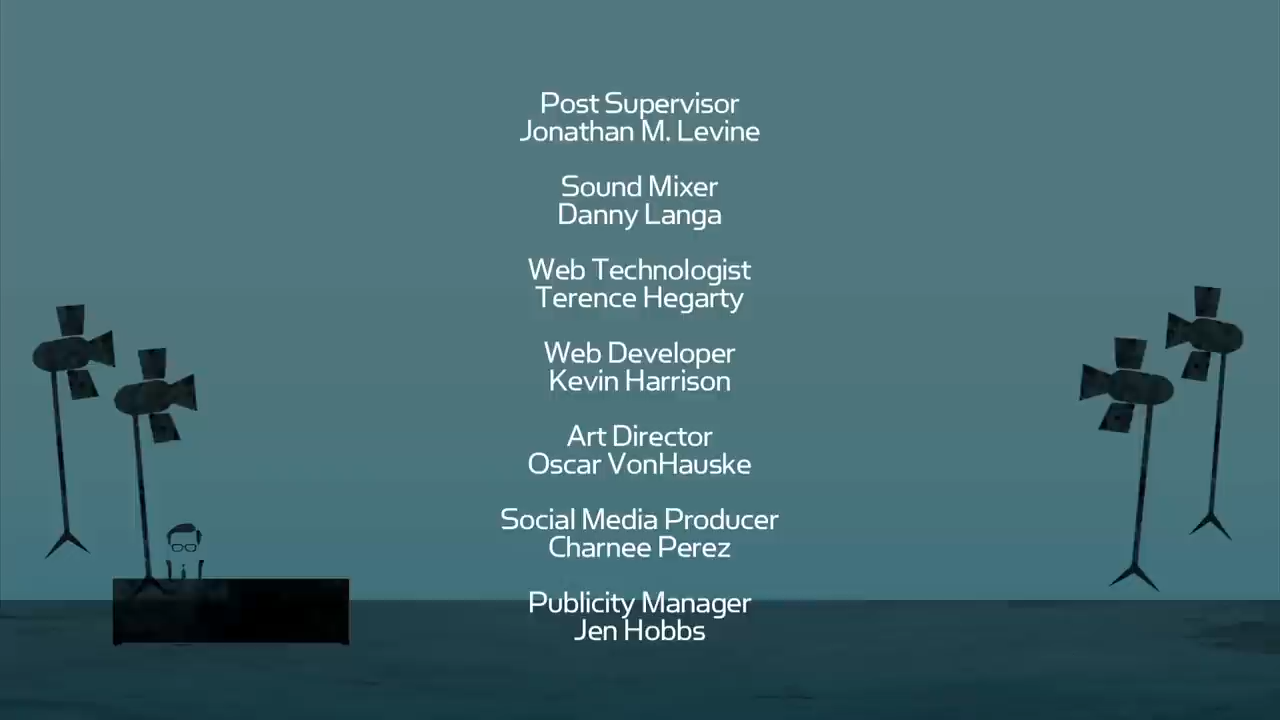 Post Supervisor
Jonathan M. Levine
Sound Mixer
Danny Langa
Web Technologist
Terence Hegarty
Web Developer
Kevin Harrison
Art Director
Oscar VonHauske
Social Media Producer
Charnee Perez
Publicity Manager
Jen Hobbs